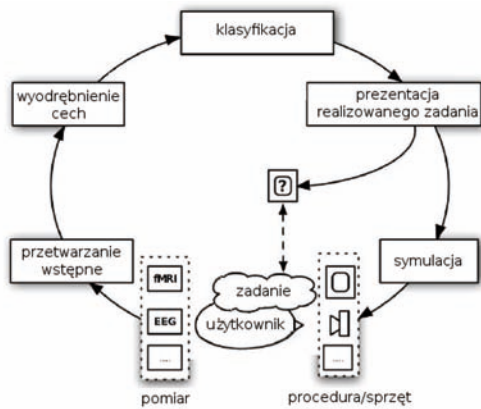 klasyfikacja
wyodrębnienie
cech
prezentacja
realizowanego zadania
?
przetwarzanie
wstępne
symulacja
fMRI
EEG
....
zadanie
użytkownik
....
pomiar
procedura/sprzęt